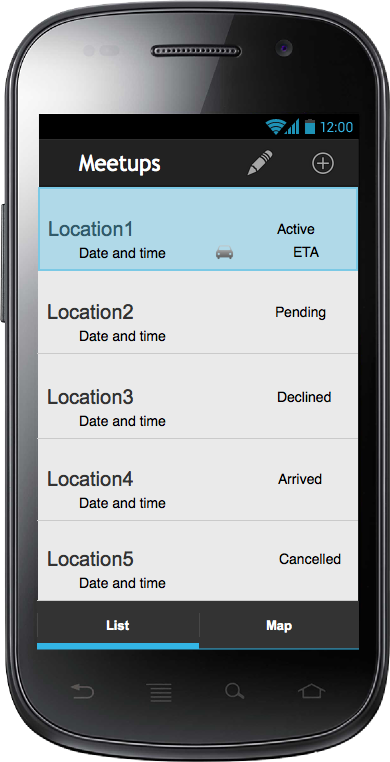 12:00
Meetups
Location1 Active
Date and time ETA
Location2 Pending
Date and time
Location3 Declined
Date and time
Location4 Arrived
Date and time
Location5 Cancelled
Date and time
List Map